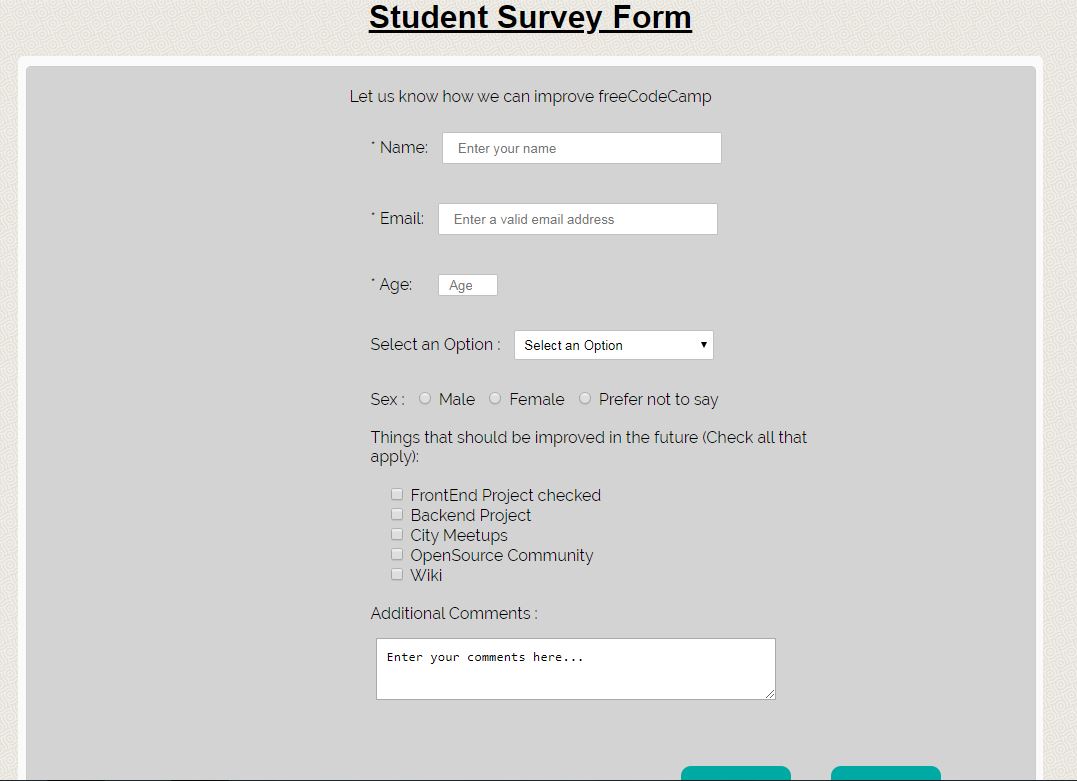 Student Survey Form
Let us know how we can improve freeCodeCamp
* Name: Enter your name
* Email: Enter a valid email address
* Age: Age
Select an Option : Select an Option
Sex : Male Female Prefer not to say
Things that should be improved in the future (Check all that
apply):
FrontEnd Project checked
Backend Project
City Meetups
OpenSource Community
Wiki
Additional Comments :
Enter your comments here...